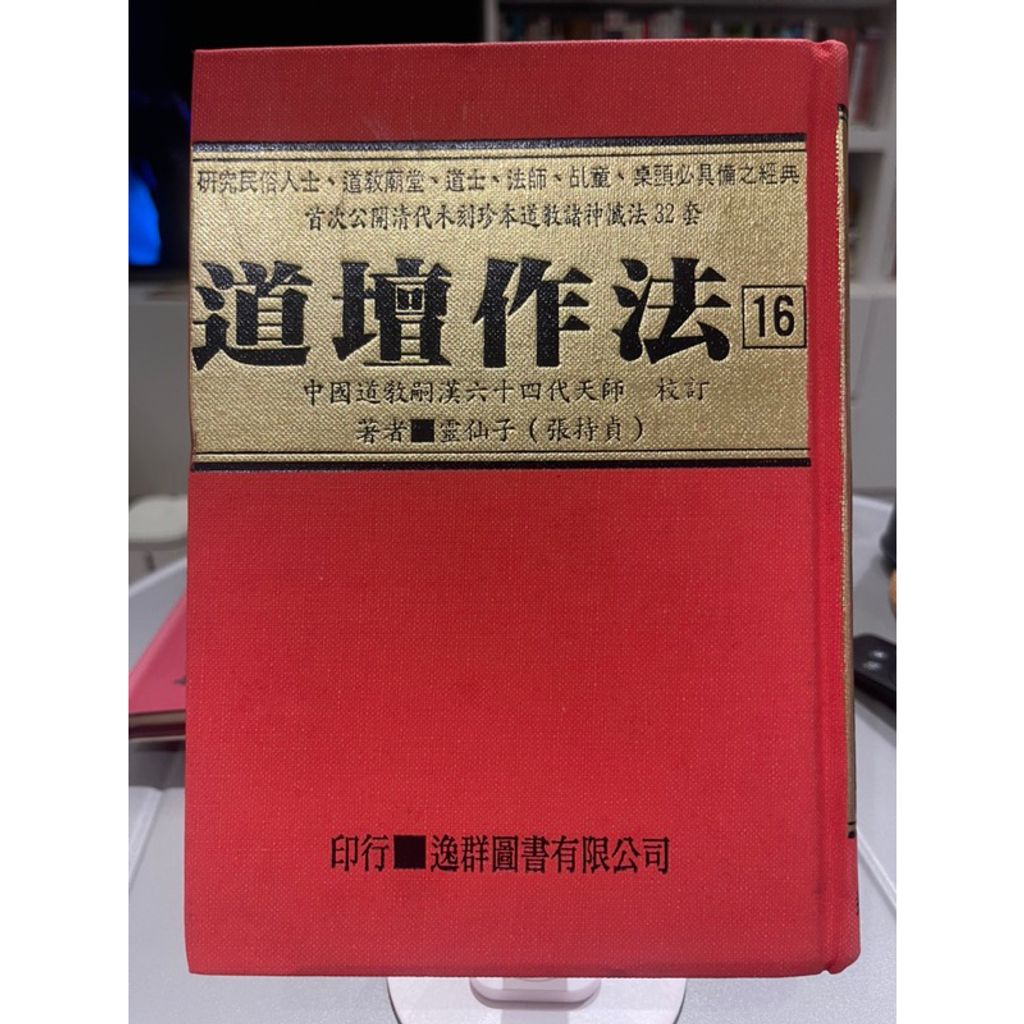 研究民俗人士、道教廟堂、道士、法師、乩童、桌頭必具備之經典
首次公開清代木刻珍本道教諸神懺法32套
道壇作法 16
中國道教嗣漢六十四代天師 校訂
著者■靈仙子(張持貞)
印行■逸群圖書有限公司